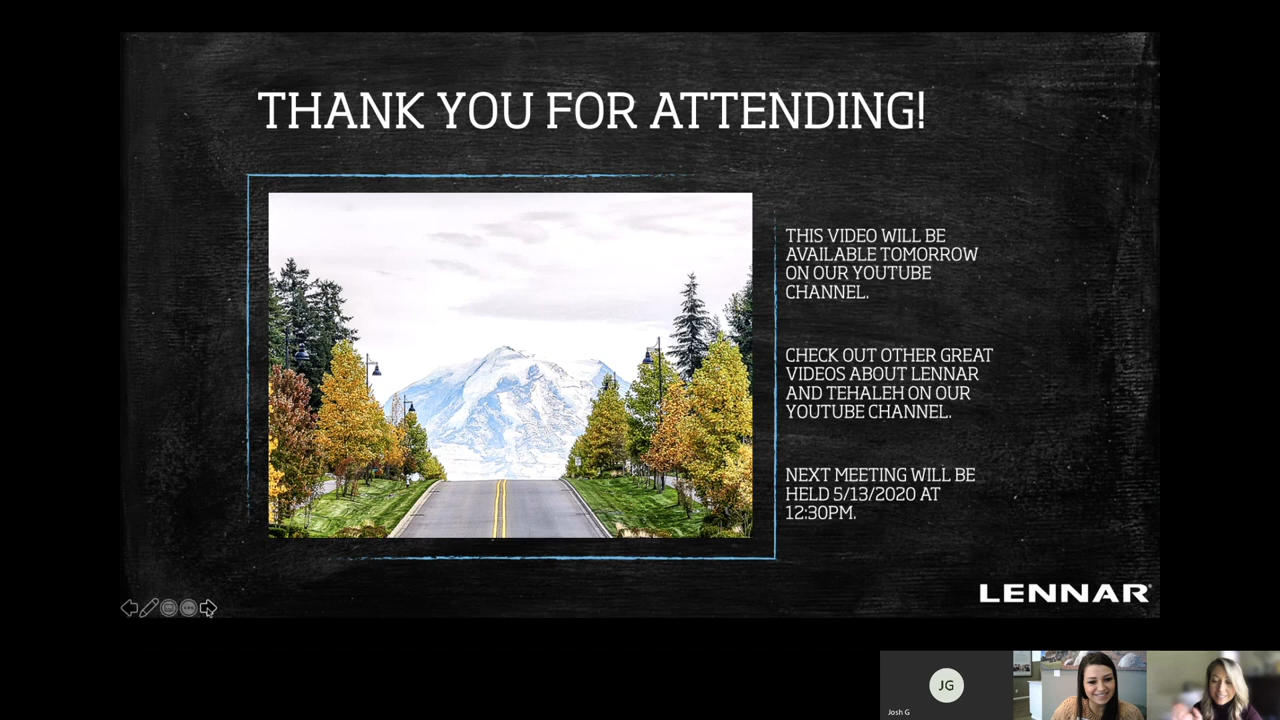 THANK YOU FOR ATTENDING!
THIS VIDEO WILL BE
AVAILABLE TOMORROW
ON OUR YOUTUBE
CHANNEL.
CHECK OUT OTHER GREAT
VIDEOS ABOUT LENNAR
AND TEHALEH ON OUR
YOUTUBE CHANNEL.
NEXT MEETING WILL BE
HELD 5/13/2020 AT
12:30PM.
LENNAR
JG
Josh G